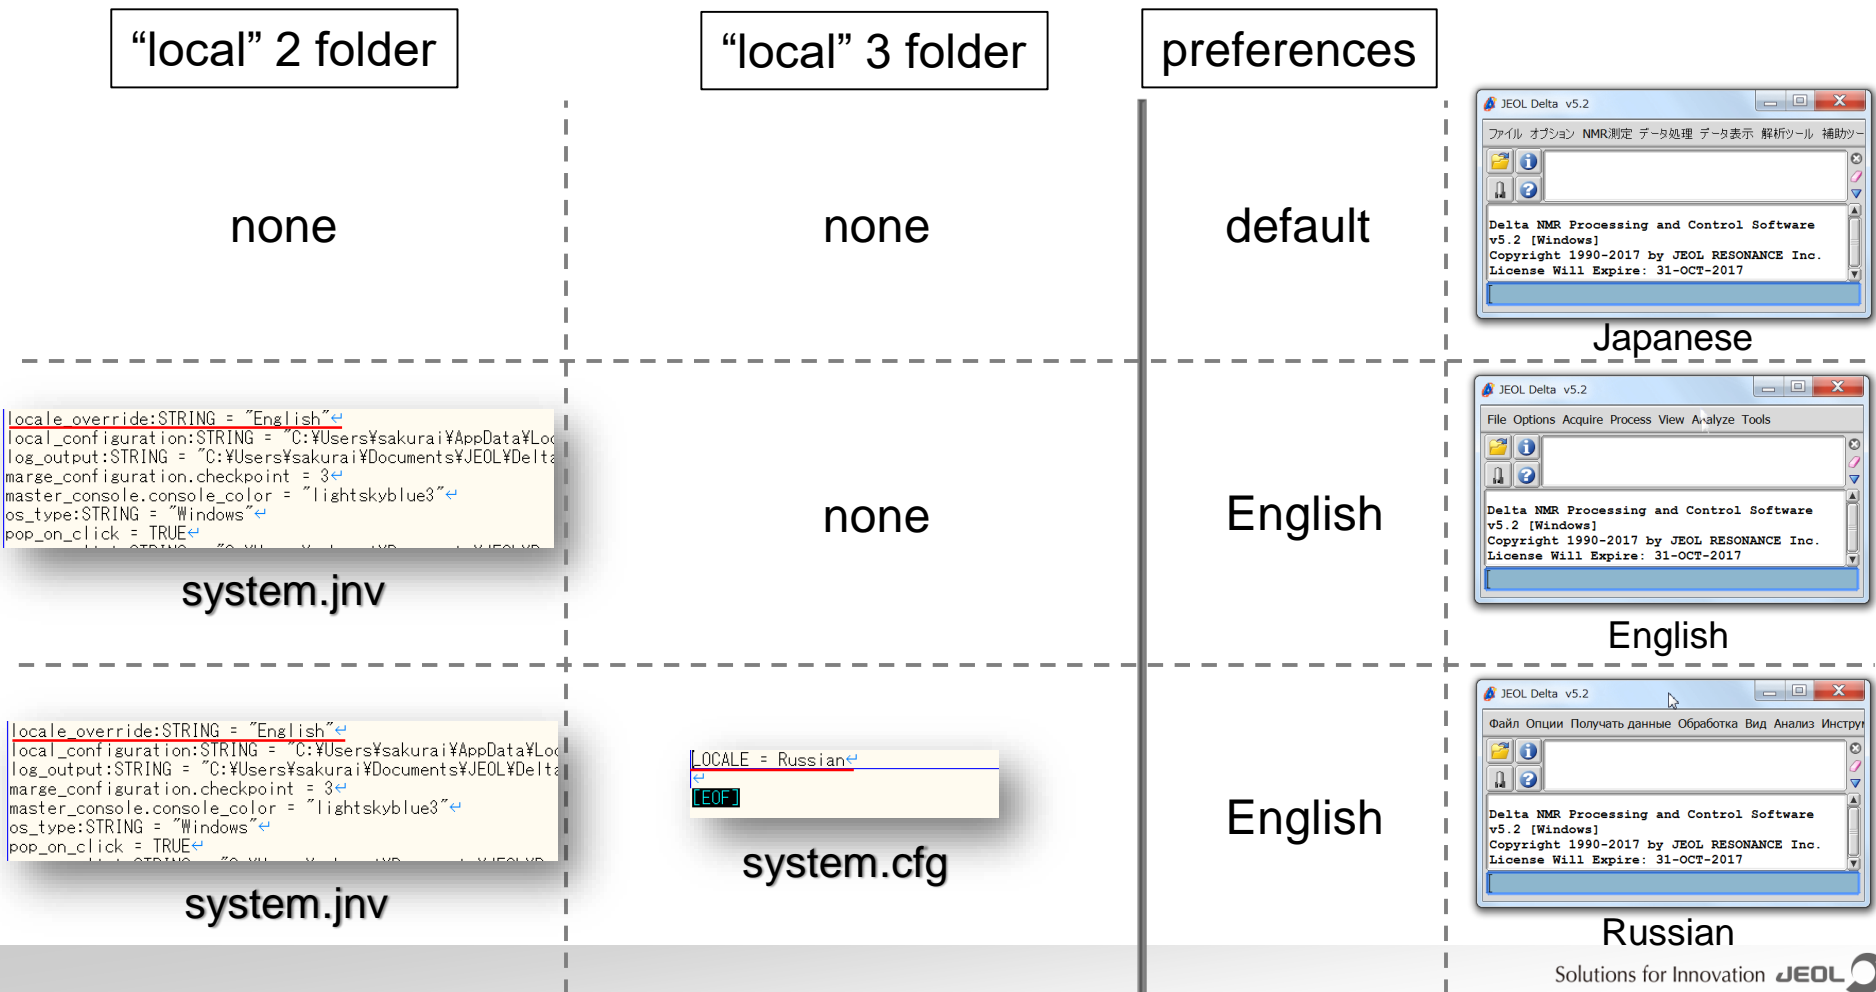 “local” 2 folder
“local” 3 folder
preferences
none
none
default
JEOL Delta v5.2
ファイル オプション NMR測定 データ処理 データ表示 解析ツール 補助ツー
Delta NMR Processing and Control Software
v5.2 [Windows]
Copyright 1990-2017 by JEOL RESONANCE Inc.
License Will Expire: 31-OCT-2017
Japanese
locale_override:STRING = "English"↵
local_configuration:STRING = "C:¥Users¥sakurai¥AppData¥Loc
log_output:STRING = "C:¥Users¥sakurai¥Documents¥JEOL¥Delta
marge_configuration.checkpoint = 3↵
master_console.console_color = "lightskyblue3"↵
os_type:STRING = "Windows"↵
pop_on_click = TRUE↵
system.jnv
none
English
JEOL Delta v5.2
File Options Acquire Process View Analyze Tools
Delta NMR Processing and Control Software
v5.2 [Windows]
Copyright 1990-2017 by JEOL RESONANCE Inc.
License Will Expire: 31-OCT-2017
English
locale_override:STRING = "English"↵
local_configuration:STRING = "C:¥Users¥sakurai¥AppData¥Loc
log_output:STRING = "C:¥Users¥sakurai¥Documents¥JEOL¥Delta
marge_configuration.checkpoint = 3↵
master_console.console_color = "lightskyblue3"↵
os_type:STRING = "Windows"↵
pop_on_click = TRUE↵
system.jnv
LOCALE = Russian↵
↵
[EOF]
system.cfg
English
JEOL Delta v5.2
Файл Опции Получать данные Обработка Вид Анализ Инстру
Delta NMR Processing and Control Software
v5.2 [Windows]
Copyright 1990-2017 by JEOL RESONANCE Inc.
License Will Expire: 31-OCT-2017
Russian
Solutions for Innovation JEOL